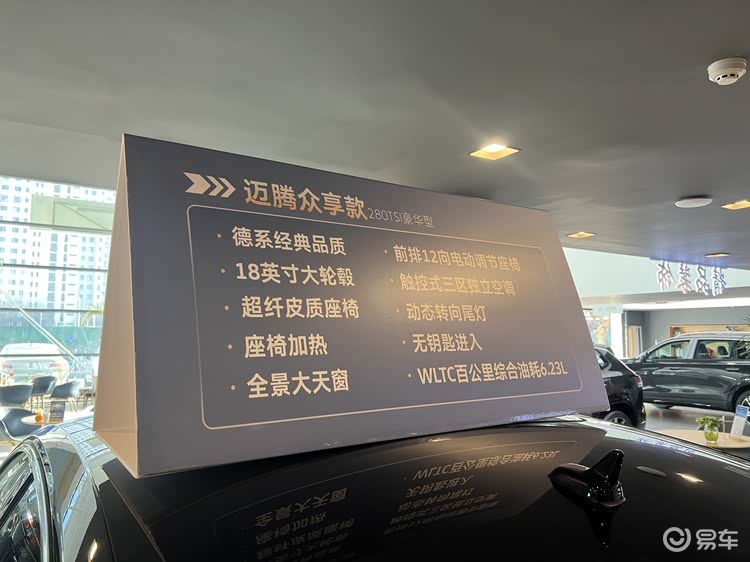 迈腾众享款280TSI豪华型
· 德系经典品质
· 18英寸大轮毂
· 超纤皮质座椅
· 座椅加热
· 全景大天窗
· 前排12向电动调节座椅
· 触控式三区独立空调
· 动态转向尾灯
· 无钥匙进入
· WLTC百公里综合油耗6.23L
易车